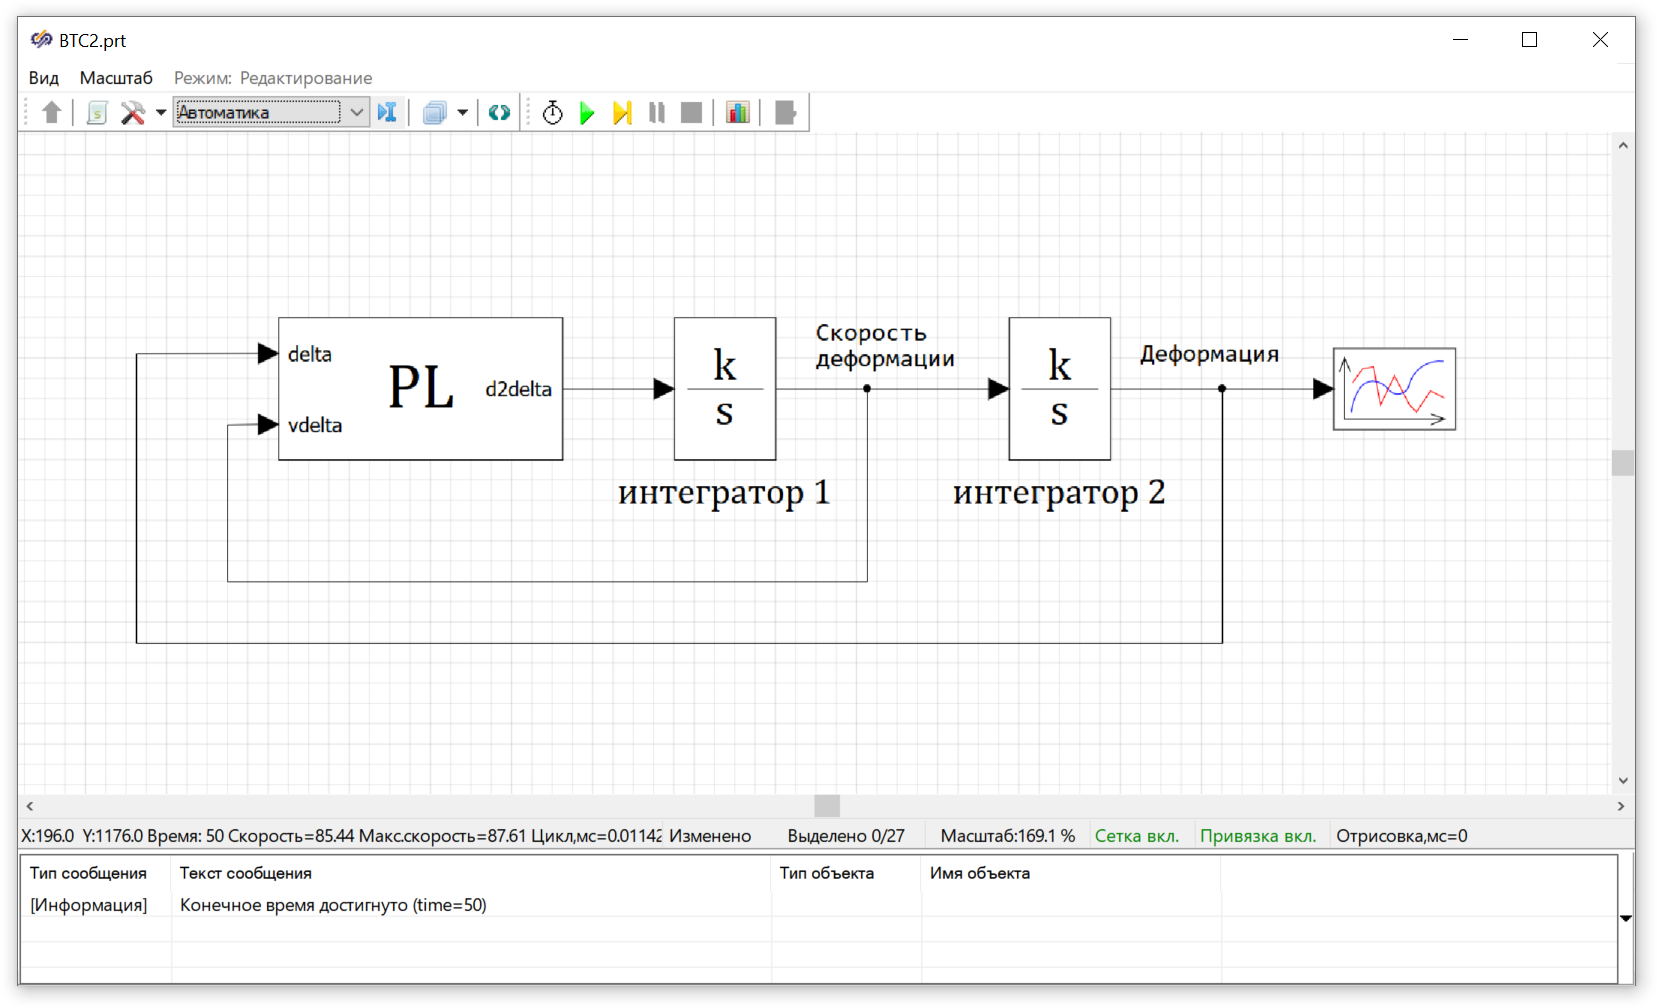 BTC2.prt
Вид Масштаб Режим: Редактирование
Автоматика
delta
PL
d2delta
vdelta
k
s
интегратор 1
Скорость
деформации
k
s
интегратор 2
Деформация
X:196.0 Y:1176.0 Время: 50 Скорость=85.44 Макс.скорость=87.61 Цикл,мс=0.01142 Изменено Выделено 0/27 Масштаб:169.1 % Сетка вкл. Привязка вкл. Отрисовка,мс=0
Тип сообщения Текст сообщения Тип объекта Имя объекта
[Информация] Конечное время достигнуто (time=50)